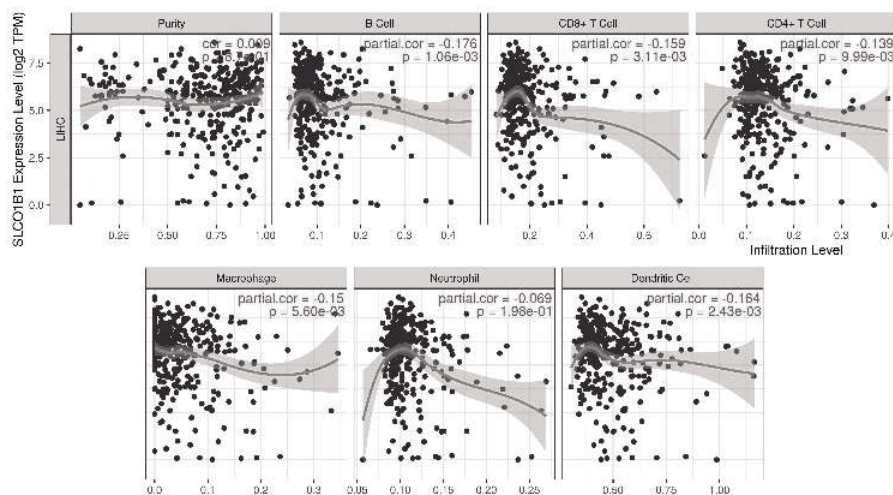 Purity
B Cell
CD8+ T Cell
CD4+ T Cell
SLCO1B1 Expression Level (log2 TPM)
LIHC
cor = 0.009
partial.cor = -0.176
p = 1.06e-03
partial.cor = -0.159
p = 3.11e-03
partial.cor = -0.139
p = 9.99e-03
7.5
5.0
2.5
0.0
0.25 0.50 0.75 1.00
0.1 0.2 0.3 0.4
0.2 0.4 0.6
0.0 0.1 0.2 0.3 0.4
Infiltration Level
Macrophage
Neutrophil
Dendritic Ce
partial.cor = -0.15
p = 5.60e-03
partial.cor = -0.069
p = 1.98e-01
partial.cor = -0.164
p = 2.43e-03
0.0 0.1 0.2 0.3
0.05 0.10 0.15 0.20 0.25
0.50 0.75 1.00